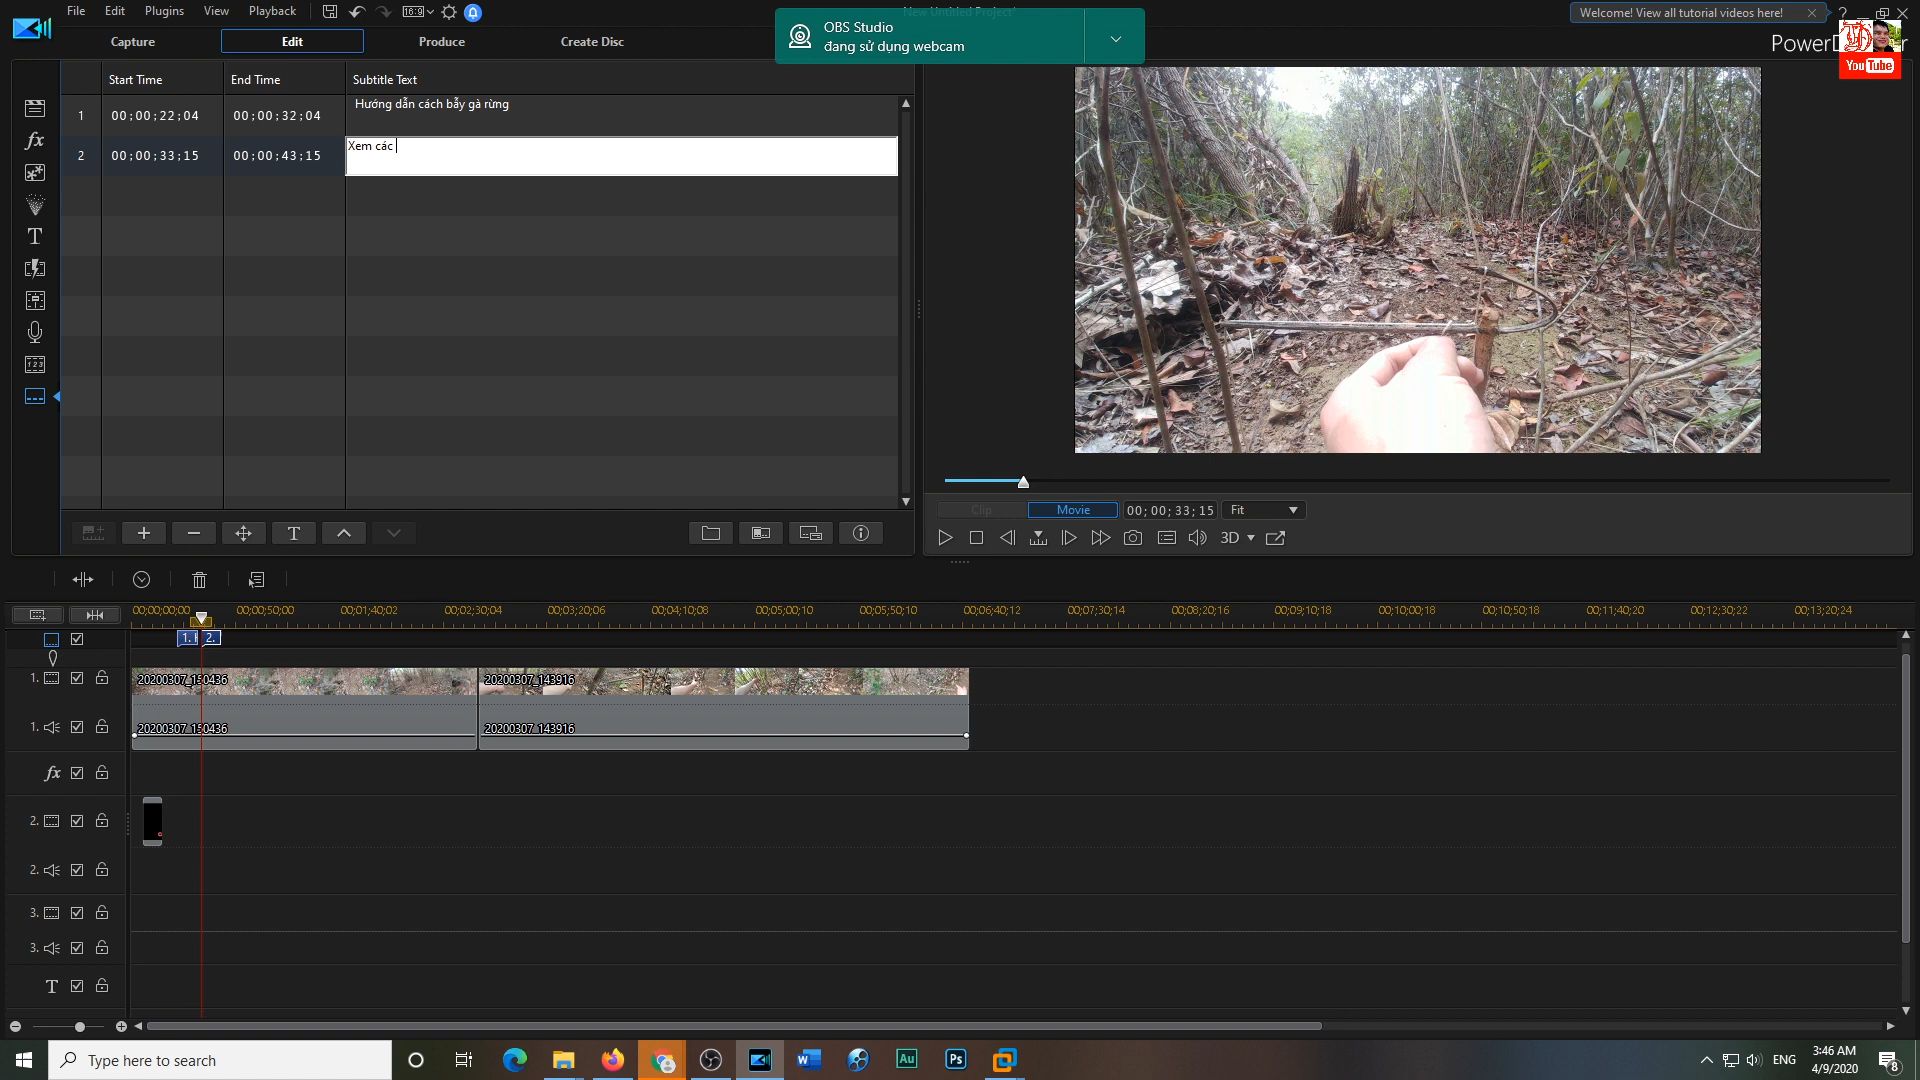 File Edit Plugins View Playback
New Untitled Project*
Welcome! View all tutorial videos here!
Capture Edit Produce Create Disc
OBS Studio
đang sử dụng webcam
YouTube
Start Time End Time Subtitle Text
1 00;00;22;04 00;00;32;04 Hướng dẫn cách bẫy gà rừng
2 00;00;33;15 00;00;43;15 Xem các
Clip Movie 00; 00; 33; 15 Fit
3D
00;00;00;00 00;00;50;00 00;01;40;02 00;02;30;04 00;03;20;06 00;04;10;08 00;05;00;10 00;05;50;10 00;06;40;12 00;07;30;14 00;08;20;16 00;09;10;18 00;10;00;18 00;10;50;18 00;11;40;20 00;12;30;22 00;13;20;24
1. 2.
1. 20200307_150436 20200307_143916
1. 20200307_150436 20200307_143916
fx
2.
2.
3.
3.
T
Type here to search
ENG
3:46 AM
4/9/2020
8